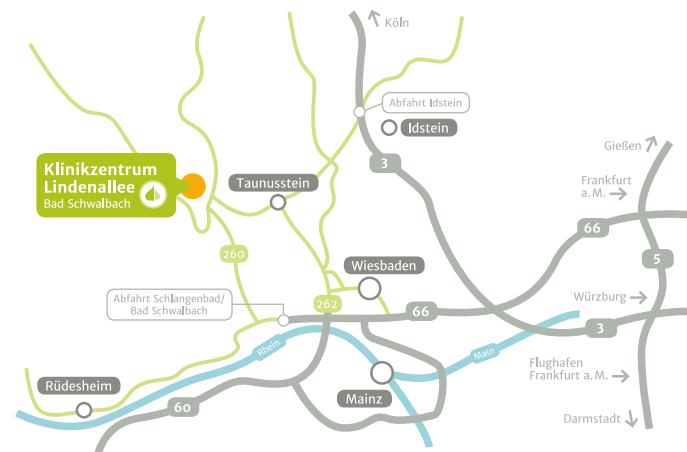 Köln
Abfahrt Idstein
Idstein
3
Gießen
Klinikzentrum
Lindenallee
Bad Schwalbach
Taunusstein
Frankfurt
a. M.
66
260
Wiesbaden
5
Abfahrt Schlangenbad/
Bad Schwalbach
262
66
Würzburg
3
Rhein
Main
Flughafen
Frankfurt a. M.
Rüdesheim
60
Mainz
Darmstadt